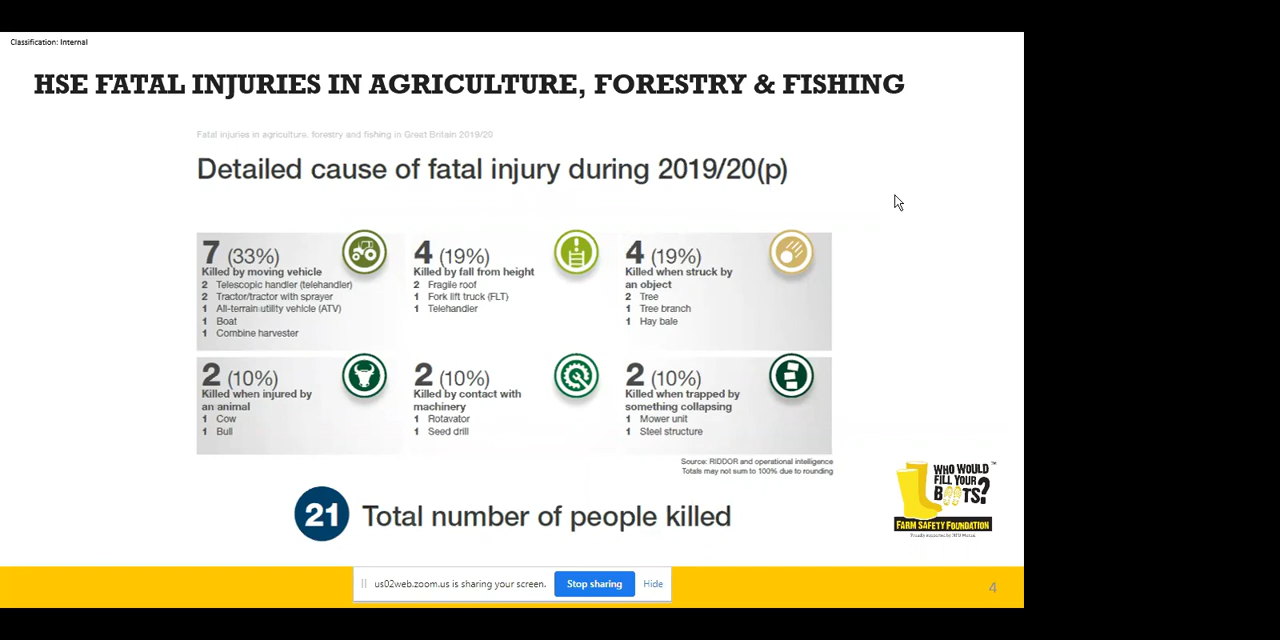 Classification: Internal
HSE FATAL INJURIES IN AGRICULTURE, FORESTRY & FISHING
Fatal injuries in agriculture, forestry and fishing in Great Britain 2019/20
Detailed cause of fatal injury during 2019/20(p)
7 (33%)
Killed by moving vehicle
2 Telescopic handler (telehandler)
2 Tractor/tractor with sprayer
1 All-terrain utility vehicle (ATV)
1 Boat
1 Combine harvester
4 (19%)
Killed by fall from height
2 Fragile roof
1 Fork lift truck (FLT)
1 Telehandler
4 (19%)
Killed when struck by
an object
2 Tree
1 Tree branch
1 Hay bale
2 (10%)
Killed when injured by
an animal
1 Cow
1 Bull
2 (10%)
Killed by contact with
machinery
1 Rotavator
1 Seed drill
2 (10%)
Killed when trapped by
something collapsing
1 Mower unit
1 Steel structure
Source: RIDDOR and operational intelligence
Totals may not sum to 100% due to rounding
21 Total number of people killed
WHO WOULD
FILL YOUR
BOOTS?
™
FARM SAFETY FOUNDATION
Proudly supported by NFU Mutual
us02web.zoom.us is sharing your screen. Stop sharing Hide
4